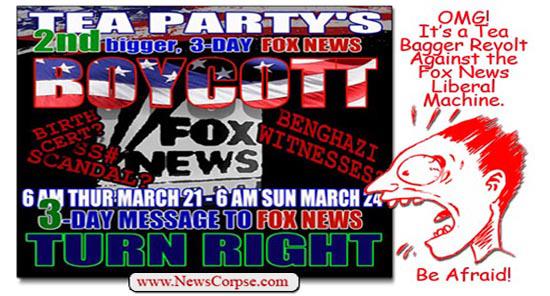 TEA PARTY'S
2nd bigger, 3-DAY FOX NEWS
BOYCOTT
BIRTH
CERT?
SS#
SCANDAL?
FOX
NEWS
BENGHAZI
WITNESSES?
6 AM THUR MARCH 21 - 6 AM SUN MARCH 24
3-DAY MESSAGE TO FOX NEWS
TURN RIGHT
www.NewsCorpse.com
OMG!
It's a Tea
Bagger Revolt
Against the
Fox News
Liberal
Machine.
Be Afraid!